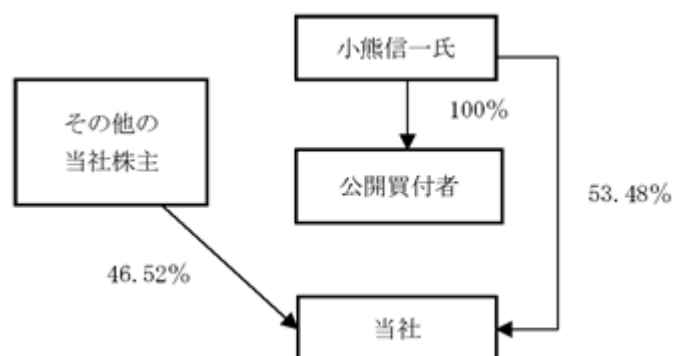 小熊信一氏
100%
その他の
当社株主
公開買付者
53.48%
46.52%
当社